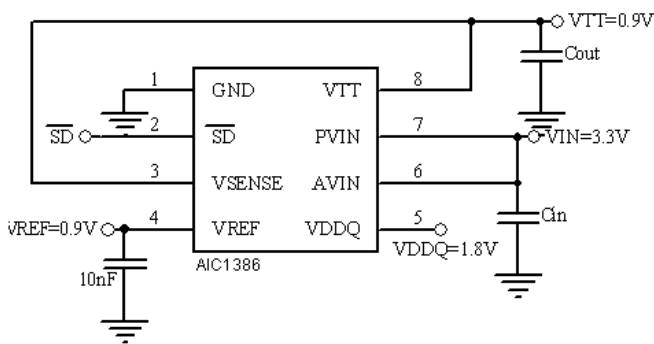 VTT=0.9V
Cout
1
GND
VTT
8
SD
2
SD
PVIN
7
VIN=3.3V
3
VSENSE
AVIN
6
VREF=0.9V
4
VREF
VDDQ
5
Cin
VDDQ=1.8V
10nF
AIC1386